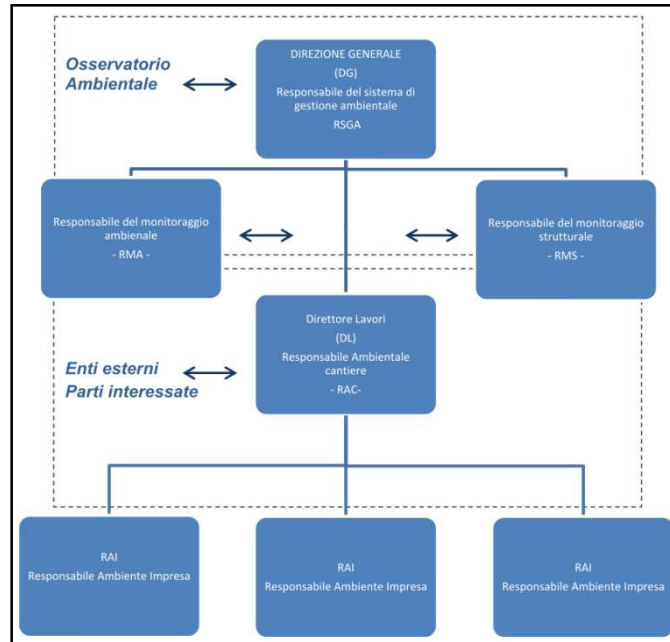 Osservatorio
Ambientale
DIREZIONE GENERALE
(DG)
Responsabile del sistema di
gestione ambientale
RSGA
Responsabile del monitoraggio
ambienale
- RMA -
Responsabile del monitoraggio
strutturale
- RMS -
Direttore Lavori
(DL)
Responsabile Ambientale
cantiere
- RAC-
Enti esterni
Parti interessate
RAI
Responsabile Ambiente Impresa
RAI
Responsabile Ambiente Impresa
RAI
Responsabile Ambiente Impresa